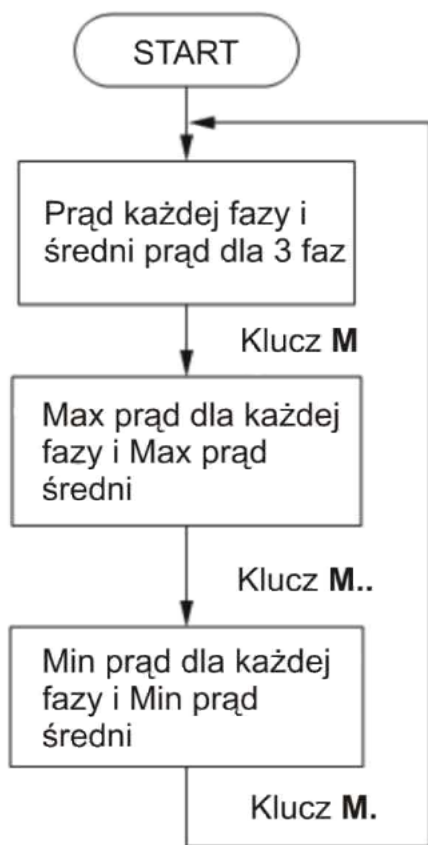 START
Prąd każdej fazy i
średni prąd dla 3 faz
Klucz M
Max prąd dla każdej
fazy i Max prąd
średni
Klucz M..
Min prąd dla każdej
fazy i Min prąd
średni
Klucz M.